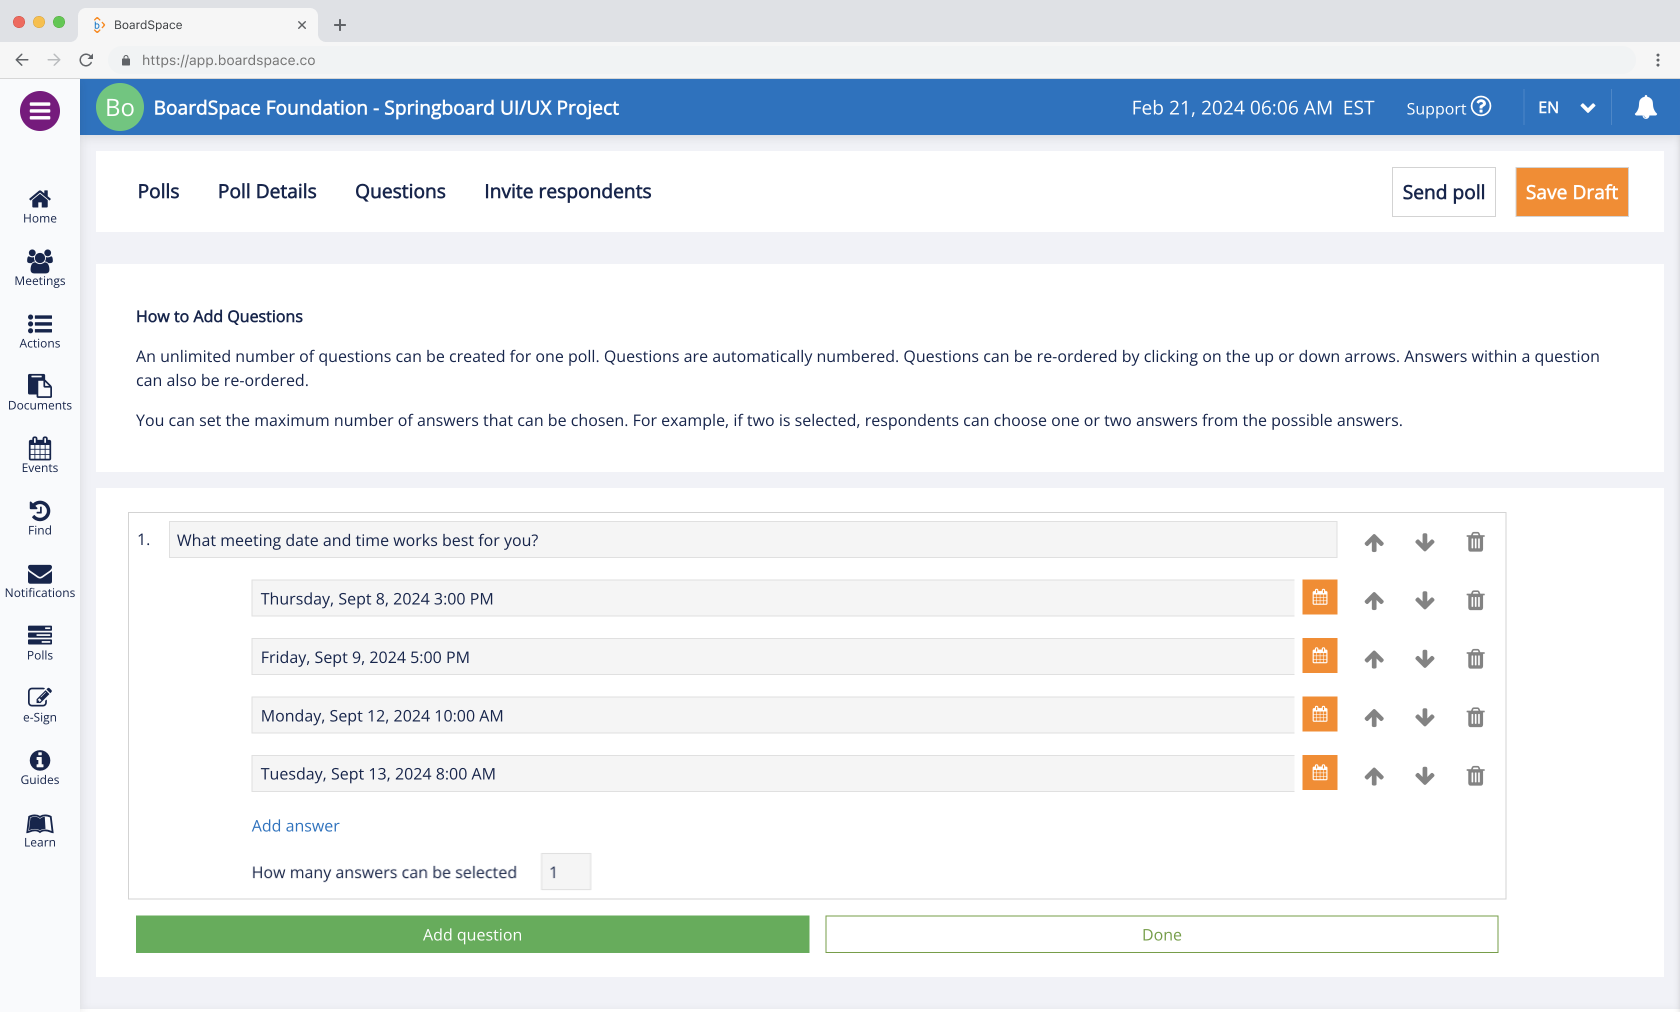 BoardSpace
https://app.boardspace.co
Bo BoardSpace Foundation - Springboard UI/UX Project Feb 21, 2024 06:06 AM EST Support EN
Home
Meetings
Actions
Documents
Events
Find
Notifications
Polls
e-Sign
Guides
Learn
Polls Poll Details Questions Invite respondents Send poll Save Draft
How to Add Questions
An unlimited number of questions can be created for one poll. Questions are automatically numbered. Questions can be re-ordered by clicking on the up or down arrows. Answers within a question
can also be re-ordered.
You can set the maximum number of answers that can be chosen. For example, if two is selected, respondents can choose one or two answers from the possible answers.
1. What meeting date and time works best for you?
Thursday, Sept 8, 2024 3:00 PM
Friday, Sept 9, 2024 5:00 PM
Monday, Sept 12, 2024 10:00 AM
Tuesday, Sept 13, 2024 8:00 AM
Add answer
How many answers can be selected 1
Add question Done